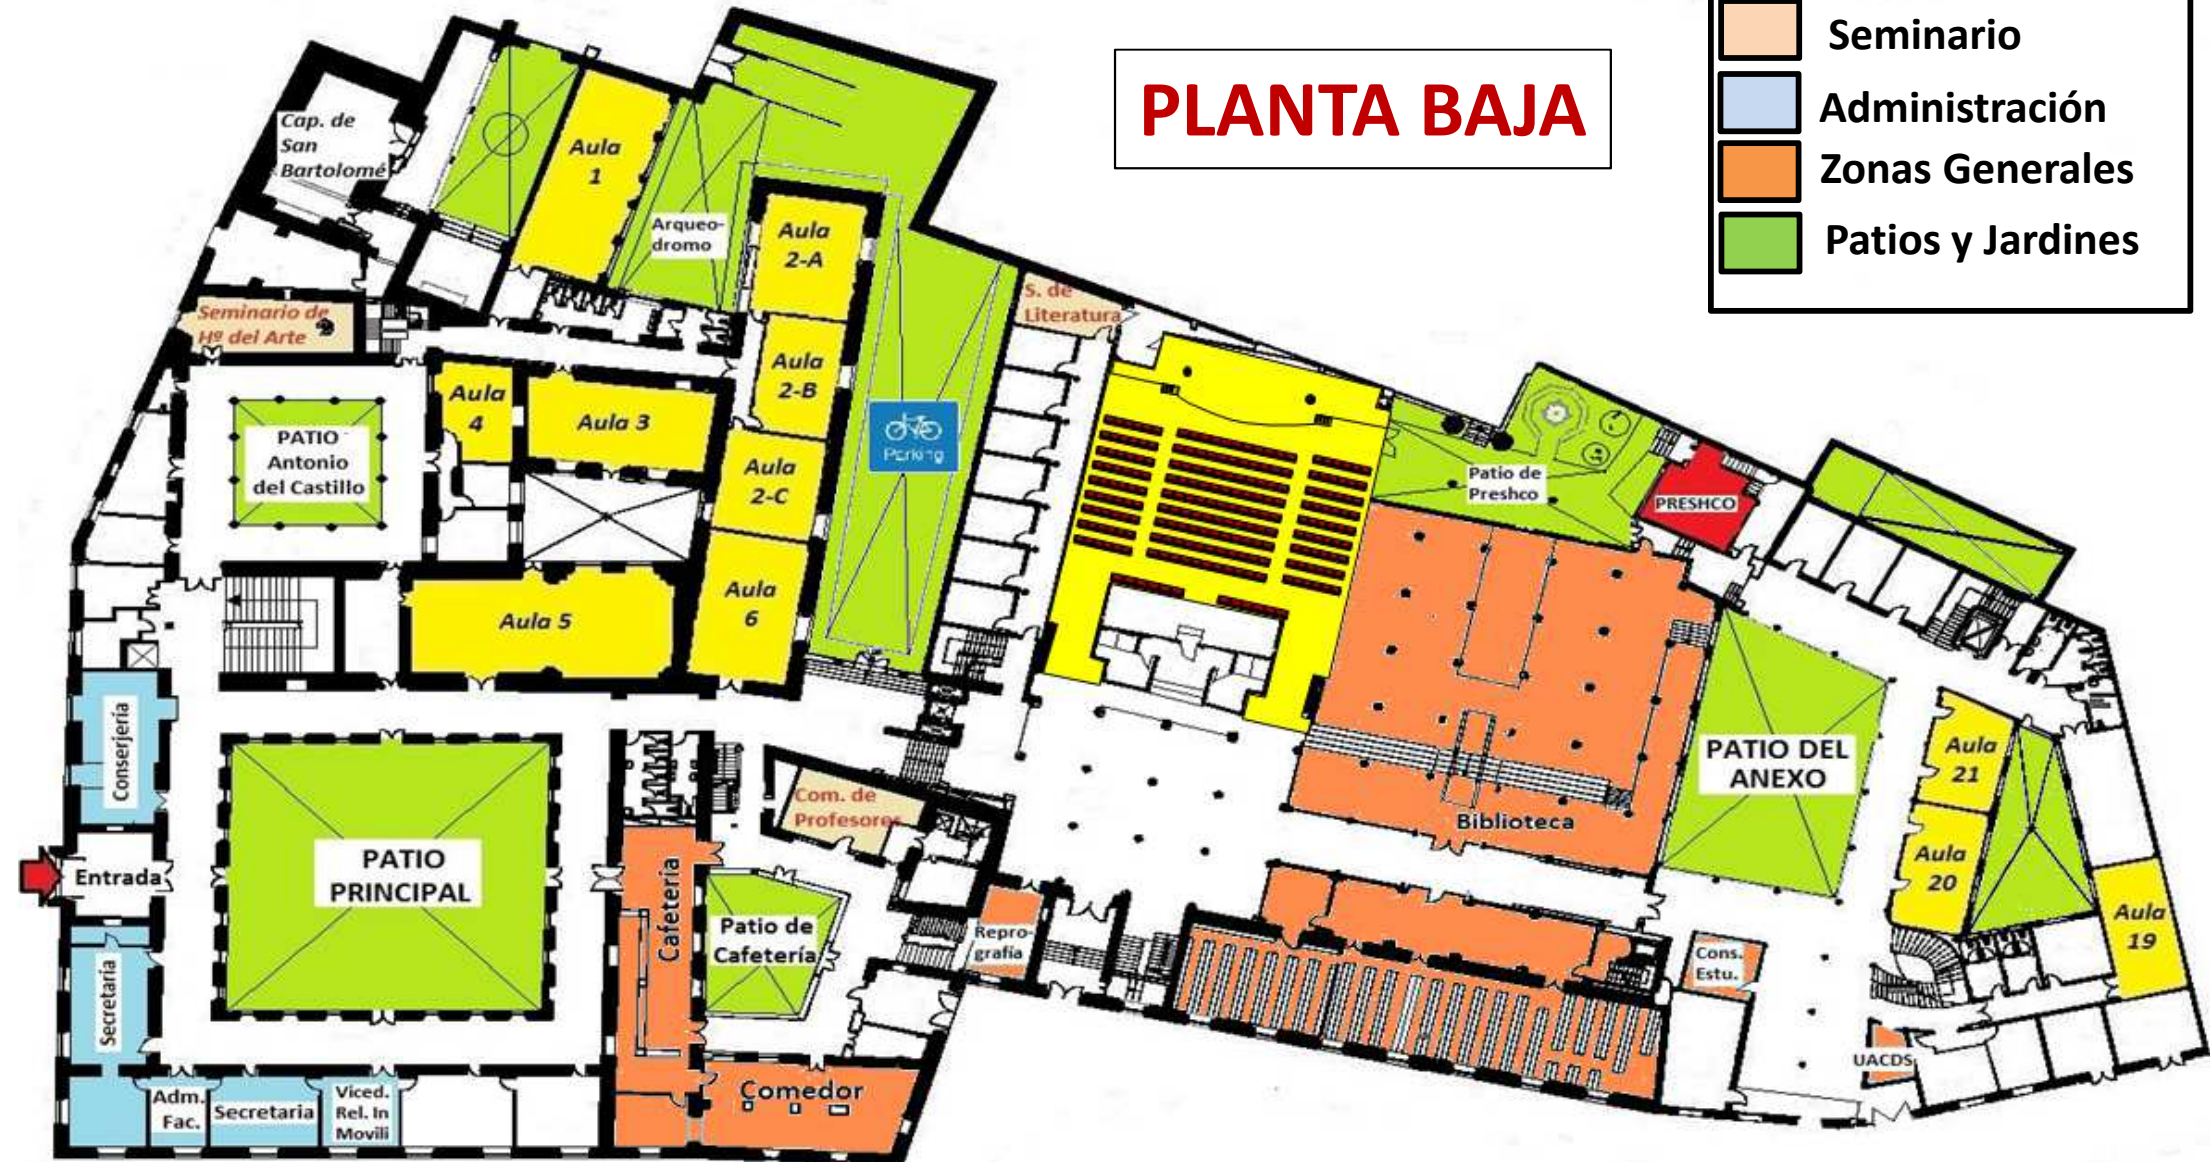 PLANTA BAJA
Seminario
Administración
Zonas Generales
Patios y Jardines
Cap. de
San
Bartolomé
Aula
1
Arqueo-
dromo
Aula
2-A
Seminario de
Hº del Arte
S. de
Literatura
Aula
2-B
Aula
4
Aula 3
Parking
PATIO
Antonio
del Castillo
Aula
2-C
Patio de
Preshco
PRESHCO
Aula 5
Aula
6
Conserjería
PATIO DEL
ANEXO
Aula
21
Com. de
Profesores
Biblioteca
Entrada
PATIO
PRINCIPAL
Cafetería
Aula
20
Patio de
Cafetería
Repro-
grafía
Aula
19
Cons.
Estu.
Secretaría
UACDS
Comedor
Adm.
Fac.
Secretaria
Viced.
Rel. In
Movili